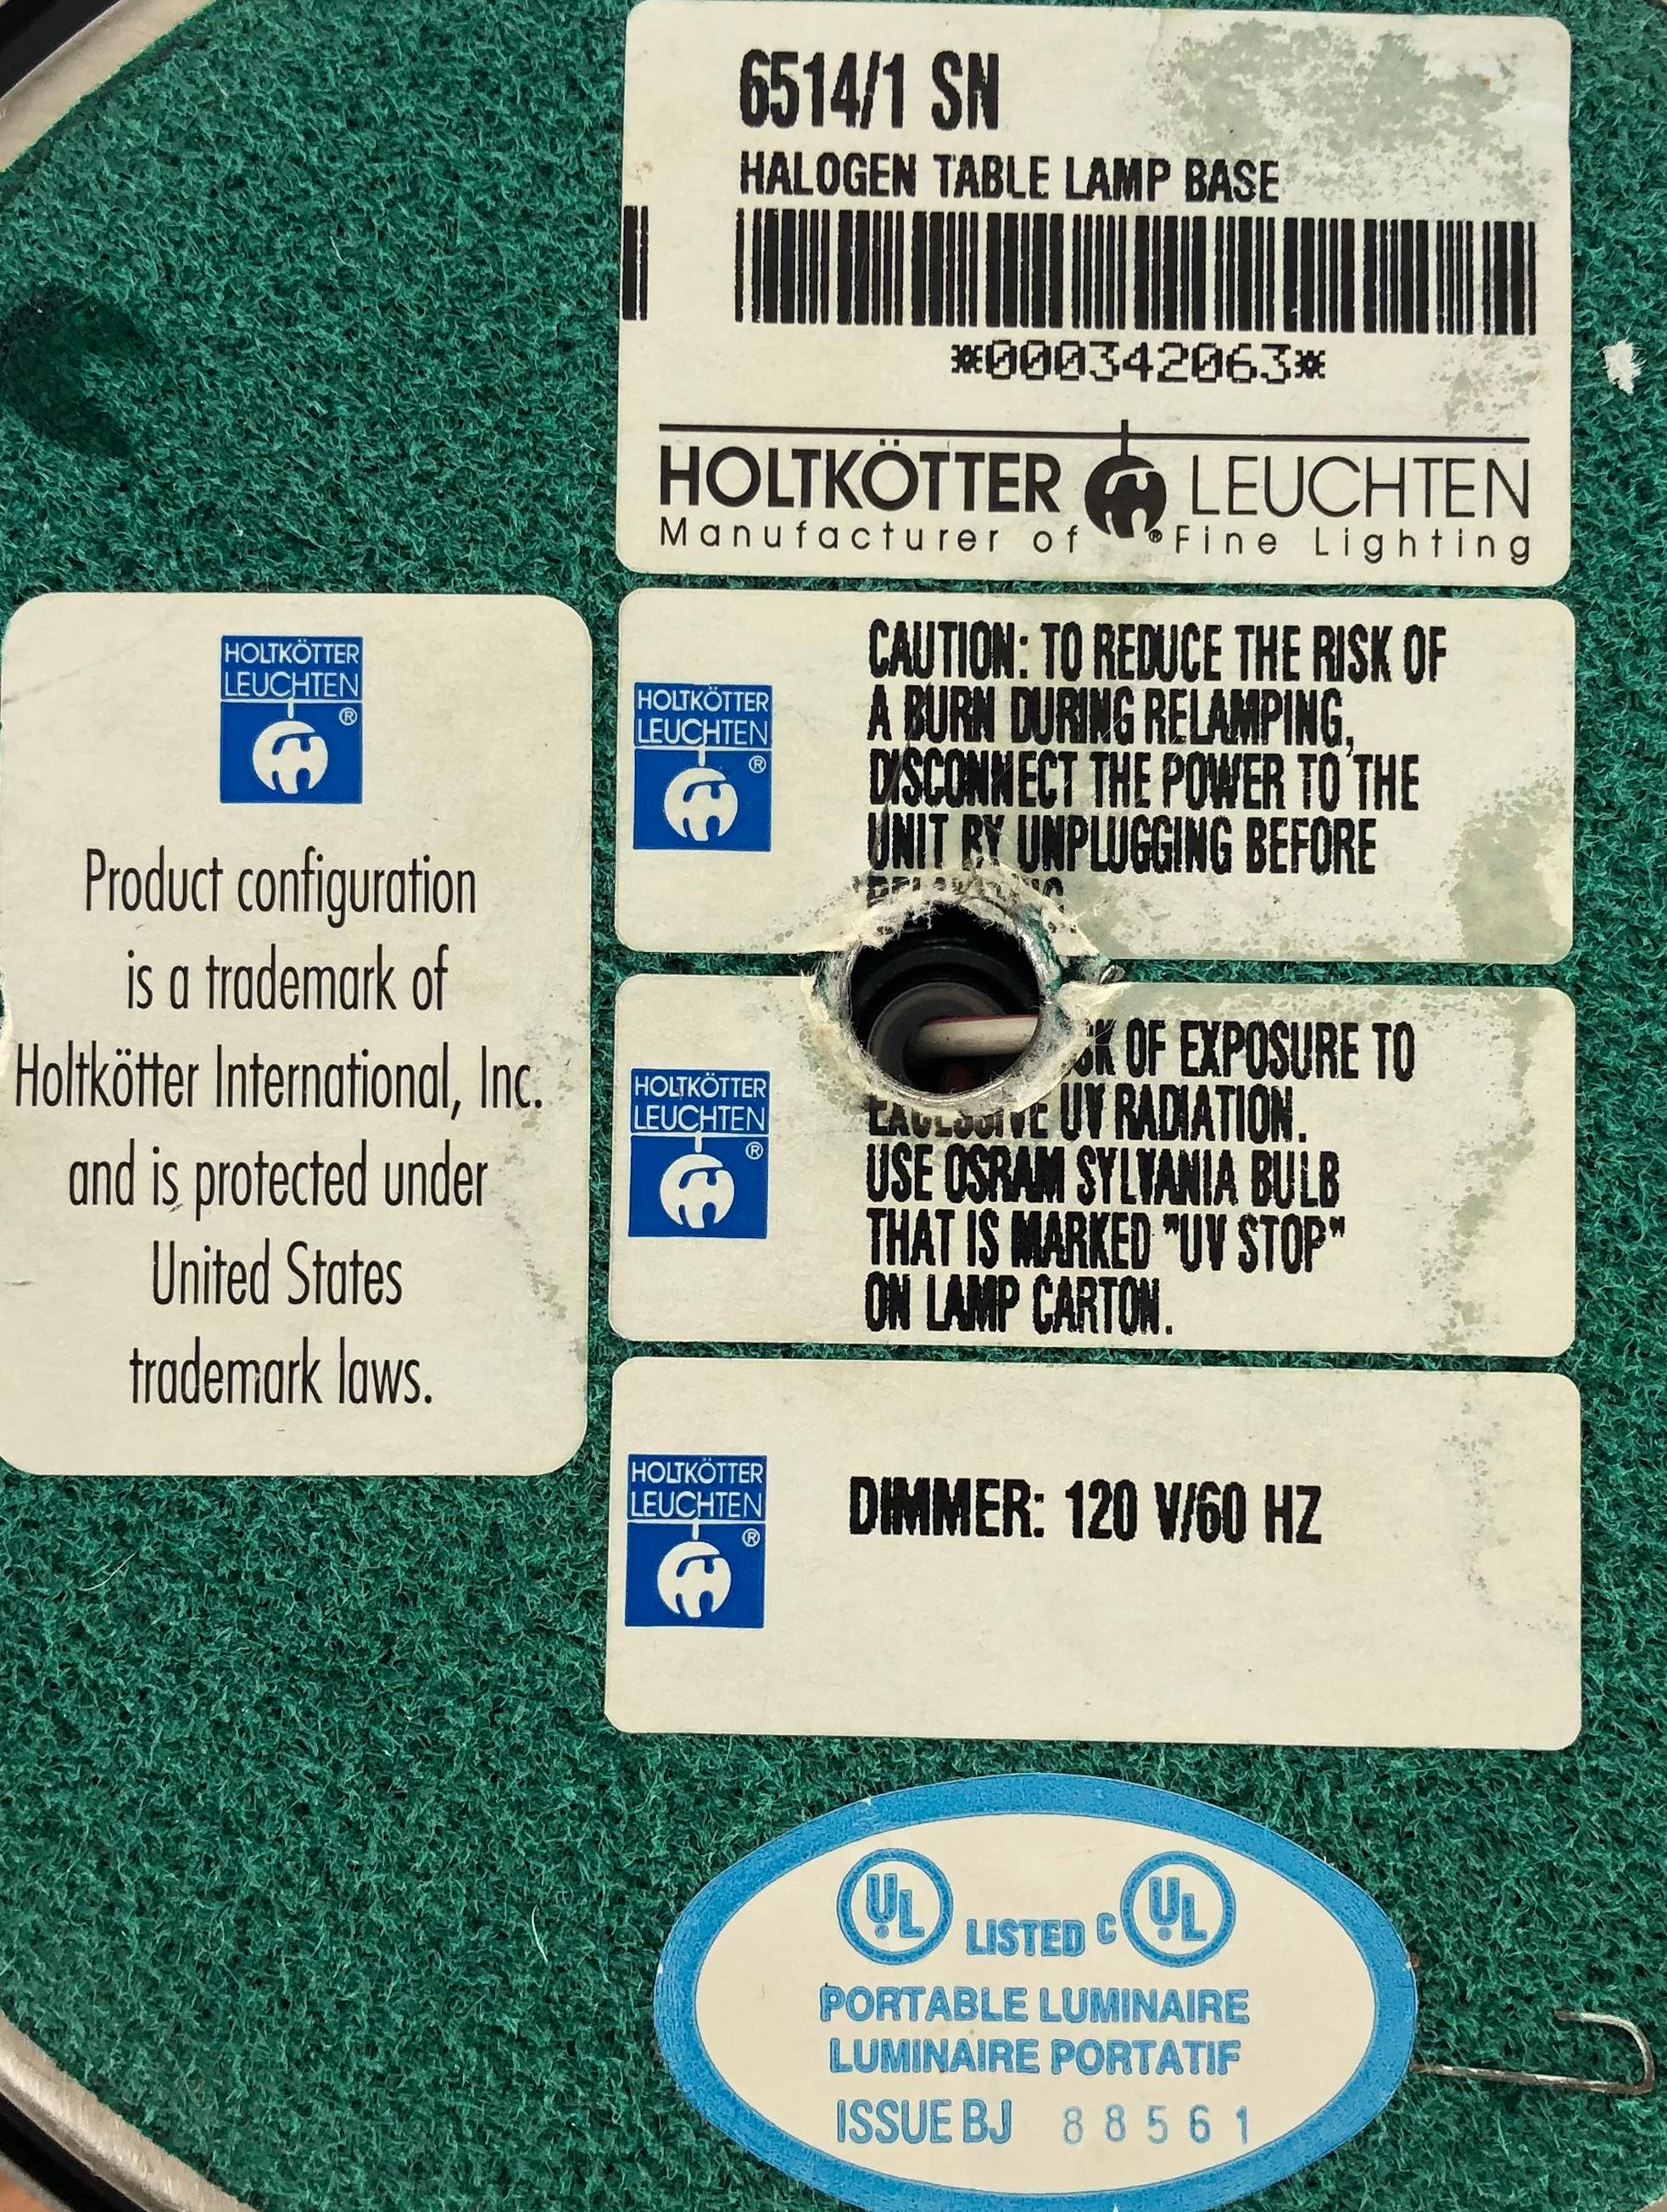 6514/1 SN
HALOGEN TABLE LAMP BASE
*000342063*
HOLTKÖTTER LEUCHTEN
Manufacturer of ® Fine Lighting
HOLTKÖTTER
LEUCHTEN
®
Product configuration
is a trademark of
Holtkötter International, Inc.
and is protected under
United States
trademark laws.
HOLTKÖTTER
LEUCHTEN
®
CAUTION: TO REDUCE THE RISK OF
A BURN DURING RELAMPING,
DISCONNECT THE POWER TO THE
UNIT BY UNPLUGGING BEFORE
HOLTKÖTTER
LEUCHTEN
®
OF EXPOSURE TO
EXCESSIVE UV RADIATION.
USE OSRAM SYLVANIA BULB
THAT IS MARKED "UV STOP"
ON LAMP CARTON.
HOLTKÖTTER
LEUCHTEN
®
DIMMER: 120 V/60 HZ
UL LISTED C UL
PORTABLE LUMINAIRE
LUMINAIRE PORTATIF
ISSUE BJ 88561